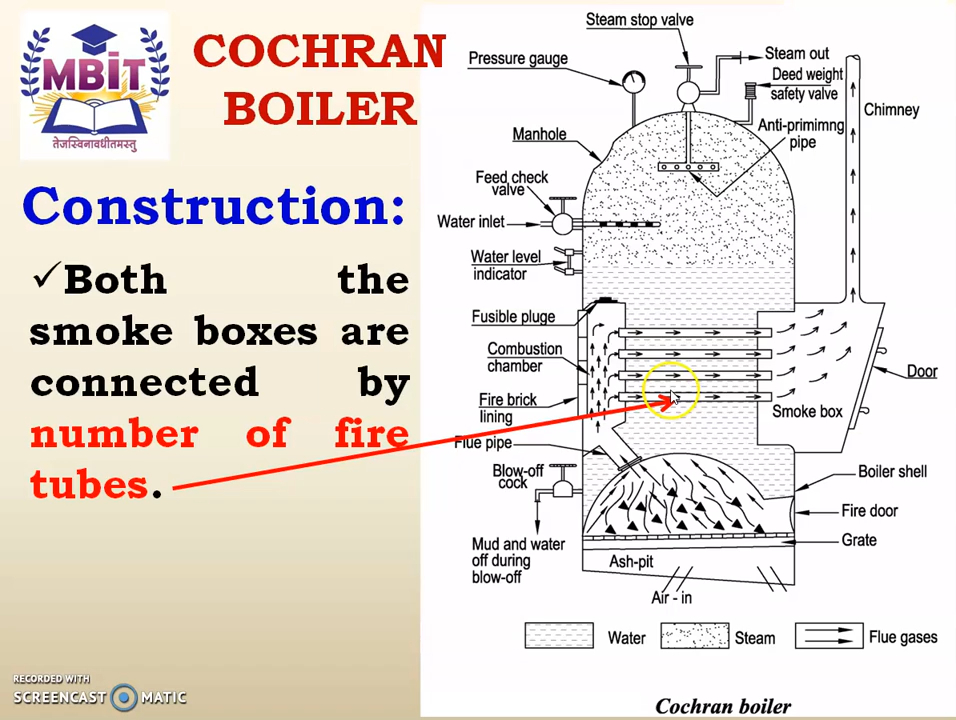 MBIT
तेजस्विनावधीतमस्तु
COCHRAN
BOILER
Construction:
✓Both the
smoke boxes are
connected by
number of fire
tubes.
Steam stop valve
Pressure gauge
Steam out
Deed weight
safety valve
Chimney
Manhole
Anti-primimng
pipe
Feed check
valve
Water inlet
Water level
indicator
Fusible pluge
Combustion
chamber
Door
Fire brick
lining
Smoke box
Flue pipe
Blow-off
cock
Boiler shell
Fire door
Grate
Mud and water
off during
blow-off
Ash-pit
Air - in
Water
Steam
Flue gases
Cochran boiler
RECORDED WITH
SCREENCAST MATIC